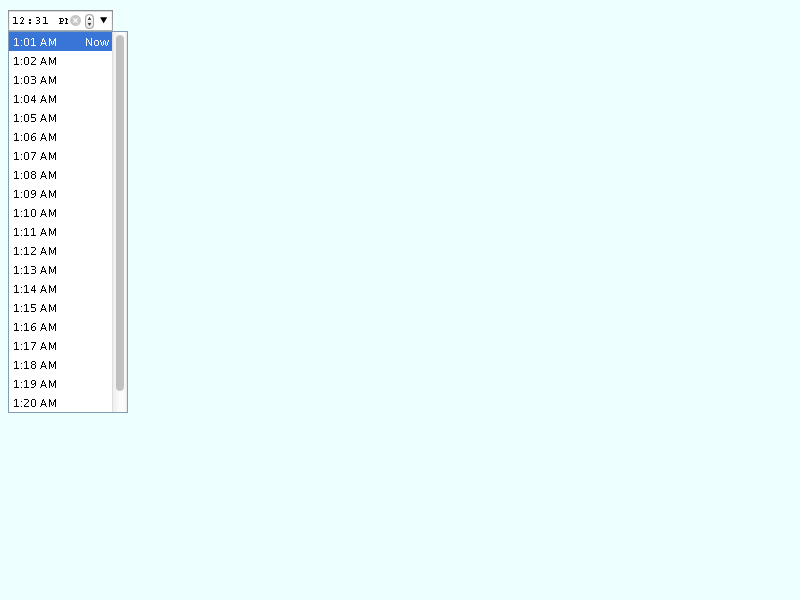 12:31
1:01 AM Now
1:02 AM
1:03 AM
1:04 AM
1:05 AM
1:06 AM
1:07 AM
1:08 AM
1:09 AM
1:10 AM
1:11 AM
1:12 AM
1:13 AM
1:14 AM
1:15 AM
1:16 AM
1:17 AM
1:18 AM
1:19 AM
1:20 AM